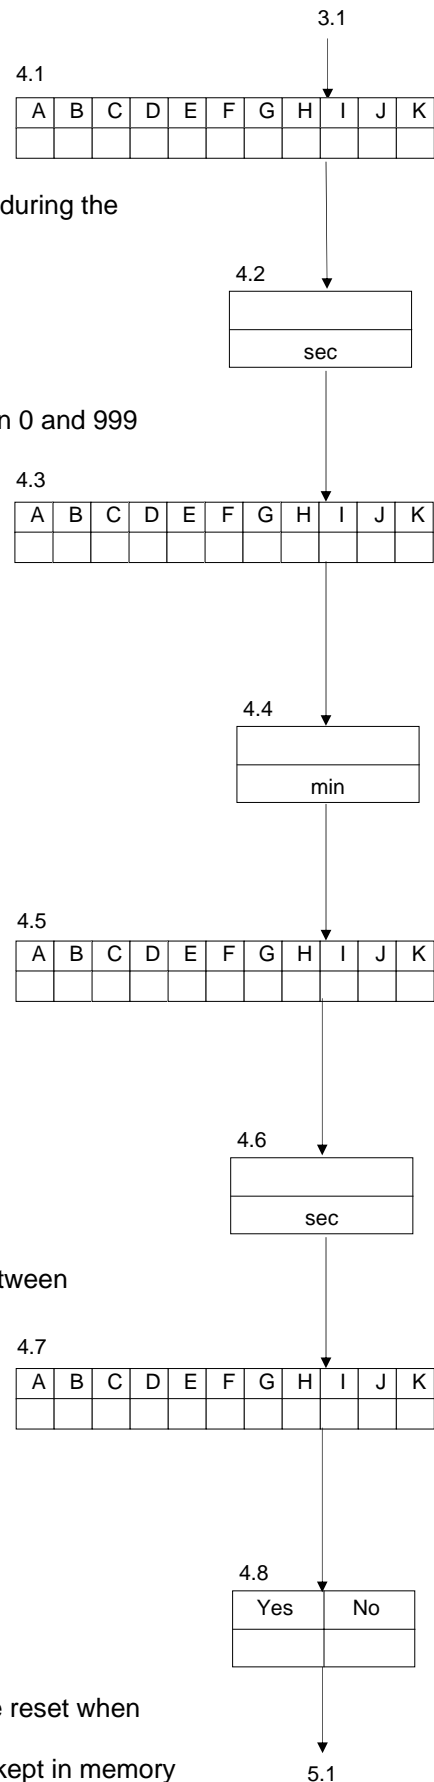 3.1
4.1
A B C D E F G H I J K
during the
4.2
sec
n 0 and 999
4.3
A B C D E F G H I J K
4.4
min
4.5
A B C D E F G H I J K
4.6
sec
tween
4.7
A B C D E F G H I J K
4.8
Yes No
e reset when
kept in memory
5.1